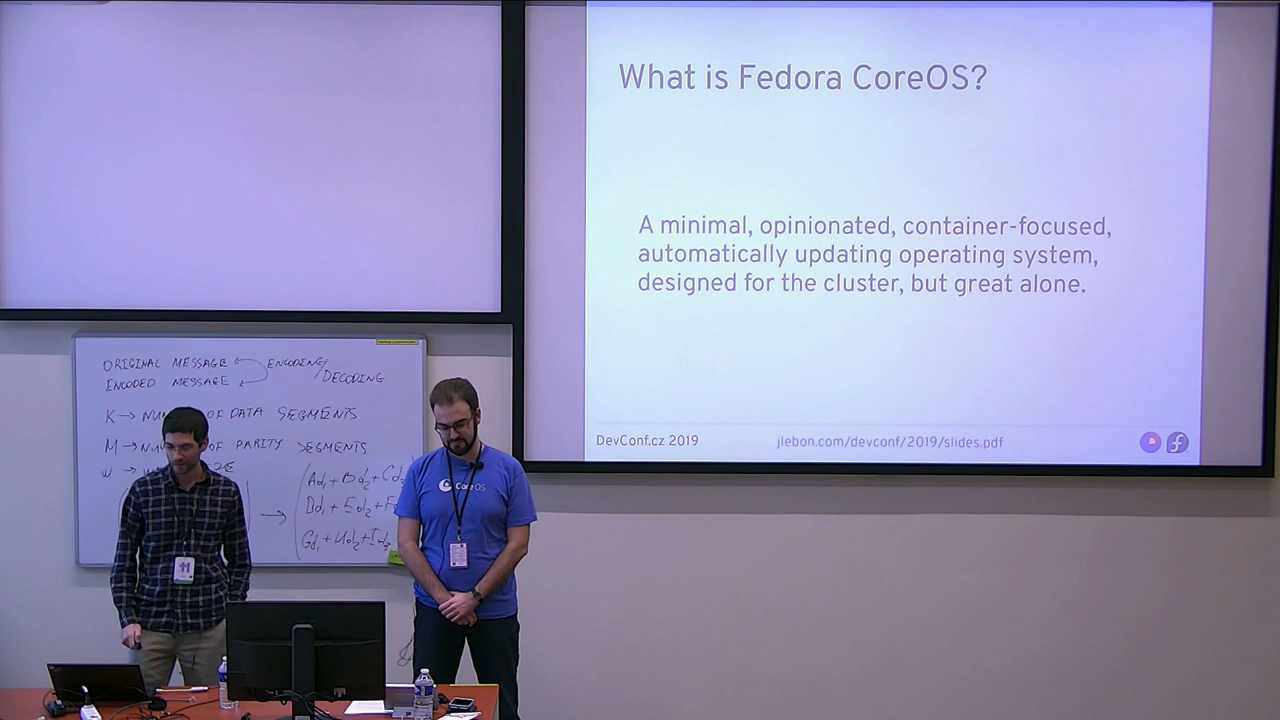 What is Fedora CoreOS?
A minimal, opinionated, container-focused,
automatically updating operating system,
designed for the cluster, but great alone.
DevConf.cz 2019
jlebon.com/devconf/2019/slides.pdf
ORIGINAL MESSAGE
ENCODING/
ENCODED MESSAGE
DECODING
K → OF DATA SEGMENTS
M → OF PARITY SEGMENTS
w →
→
Core OS